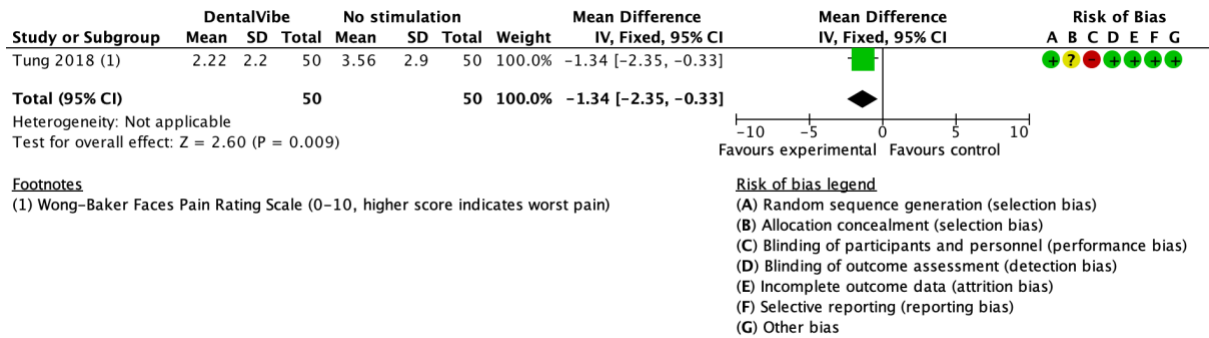 DentalVibe No stimulation Mean Difference Mean Difference Risk of Bias
Study or Subgroup Mean SD Total Mean SD Total Weight IV, Fixed, 95% CI IV, Fixed, 95% CI A B C D E F G
Tung 2018 (1) 2.22 2.2 50 3.56 2.9 50 100.0% −1.34 [−2.35, −0.33] + ? − + + + +
Total (95% CI) 50 50 100.0% −1.34 [−2.35, −0.33]
Heterogeneity: Not applicable
Test for overall effect: Z = 2.60 (P = 0.009)
−10 −5 0 5 10
Favours experimental Favours control
Footnotes
(1) Wong-Baker Faces Pain Rating Scale (0-10, higher score indicates worst pain)
Risk of bias legend
(A) Random sequence generation (selection bias)
(B) Allocation concealment (selection bias)
(C) Blinding of participants and personnel (performance bias)
(D) Blinding of outcome assessment (detection bias)
(E) Incomplete outcome data (attrition bias)
(F) Selective reporting (reporting bias)
(G) Other bias